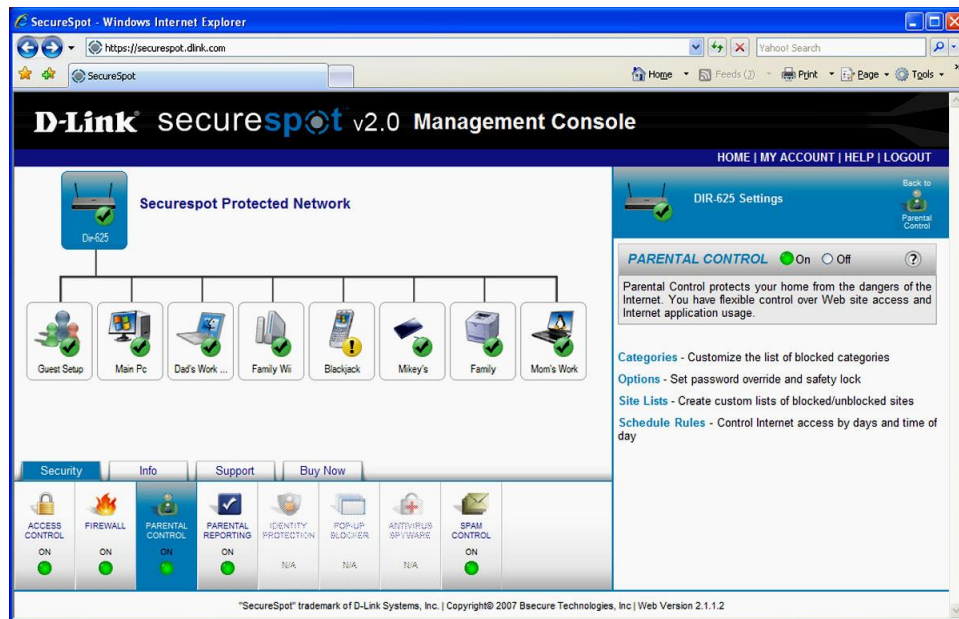 SecureSpot - Windows Internet Explorer
https://securespot.dlink.com
Yahoo! Search
SecureSpot
Home
Feeds (J)
Print
Page
Tools
D-Link® securespot v2.0 Management Console
HOME | MY ACCOUNT | HELP | LOGOUT
Dir-625
Securespot Protected Network
Guest Setup
Main Pc
Dad's Work ...
Family Wii
Blackjack
Mikey's
Family
Mom's Work
DIR-625 Settings
Back to
Parental
Control
PARENTAL CONTROL On Off ?
Parental Control protects your home from the dangers of the
Internet. You have flexible control over Web site access and
Internet application usage.
Categories - Customize the list of blocked categories
Options - Set password override and safety lock
Site Lists - Create custom lists of blocked/unblocked sites
Schedule Rules - Control Internet access by days and time of
day
Security
Info
Support
Buy Now
ACCESS
CONTROL
ON
FIREWALL
ON
PARENTAL
CONTROL
ON
PARENTAL
REPORTING
ON
IDENTITY
PROTECTION
N/A
POP-UP
BLOCKER
N/A
ANTIVIRUS
SPYWARE
N/A
SPAM
CONTROL
ON
"SecureSpot" trademark of D-Link Systems, Inc. | Copyright© 2007 Bsecure Technologies, Inc | Web Version 2.1.1.2